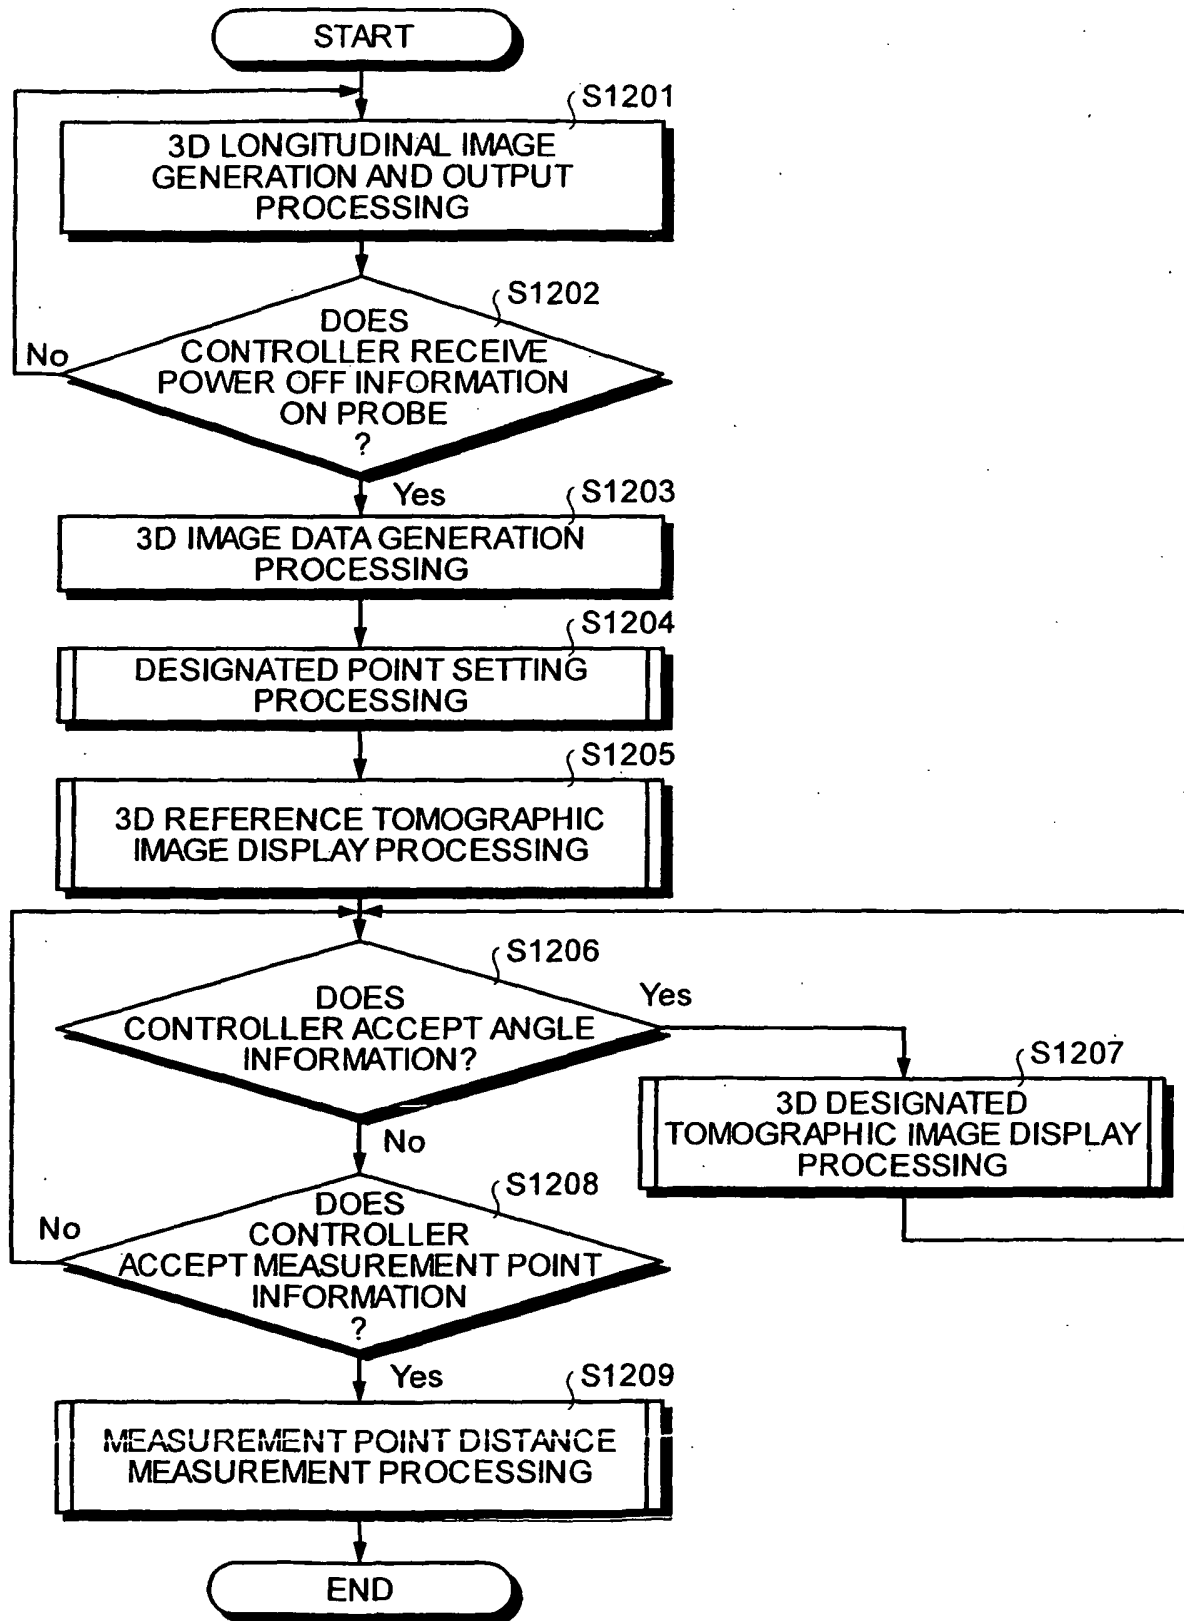 START
S1201
3D LONGITUDINAL IMAGE
GENERATION AND OUTPUT
PROCESSING
S1202
DOES
CONTROLLER RECEIVE
POWER OFF INFORMATION
ON PROBE
?
No
Yes
S1203
3D IMAGE DATA GENERATION
PROCESSING
S1204
DESIGNATED POINT SETTING
PROCESSING
S1205
3D REFERENCE TOMOGRAPHIC
IMAGE DISPLAY PROCESSING
S1206
DOES
CONTROLLER ACCEPT ANGLE
INFORMATION?
Yes
S1207
3D DESIGNATED
TOMOGRAPHIC IMAGE DISPLAY
PROCESSING
No
S1208
DOES
CONTROLLER
ACCEPT MEASUREMENT POINT
INFORMATION
?
No
Yes
S1209
MEASUREMENT POINT DISTANCE
MEASUREMENT PROCESSING
END